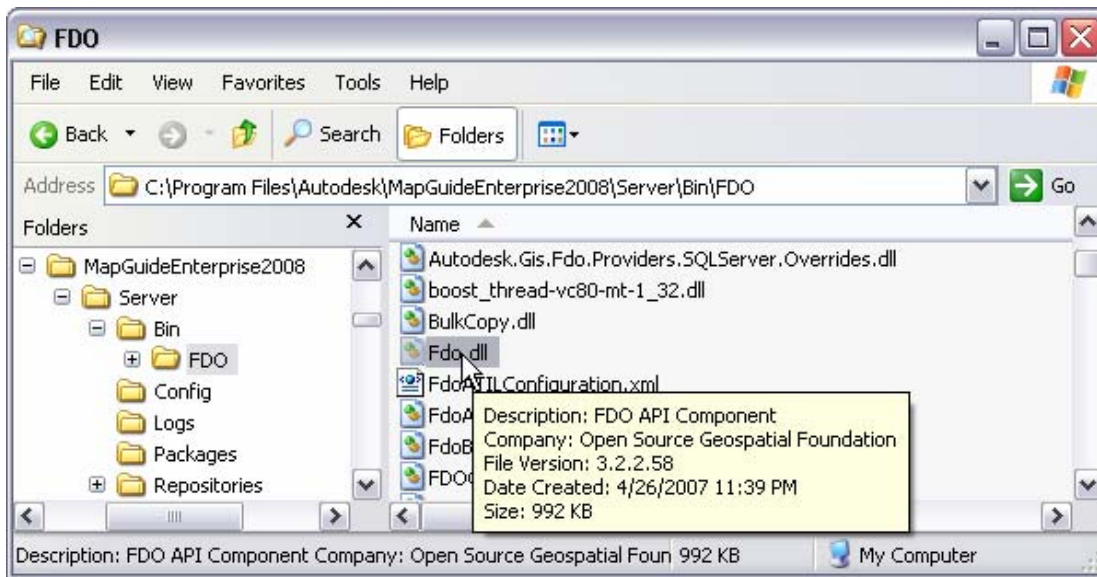 FDO
File Edit View Favorites Tools Help
Back Search Folders
Address C:\Program Files\Autodesk\MapGuideEnterprise2008\Server\Bin\FDO Go
Folders
MapGuideEnterprise2008
Server
Bin
FDO
Config
Logs
Packages
Repositories
Name
Autodesk.Gis.Fdo.Providers.SQLServer.Overrides.dll
boost_thread-vc80-mt-1_32.dll
BulkCopy.dll
Fdo.dll
FdoATILConfiguration.xml
Description: FDO API Component
Company: Open Source Geospatial Foundation
File Version: 3.2.2.58
Date Created: 4/26/2007 11:39 PM
Size: 992 KB
Description: FDO API Component Company: Open Source Geospatial Foun 992 KB My Computer